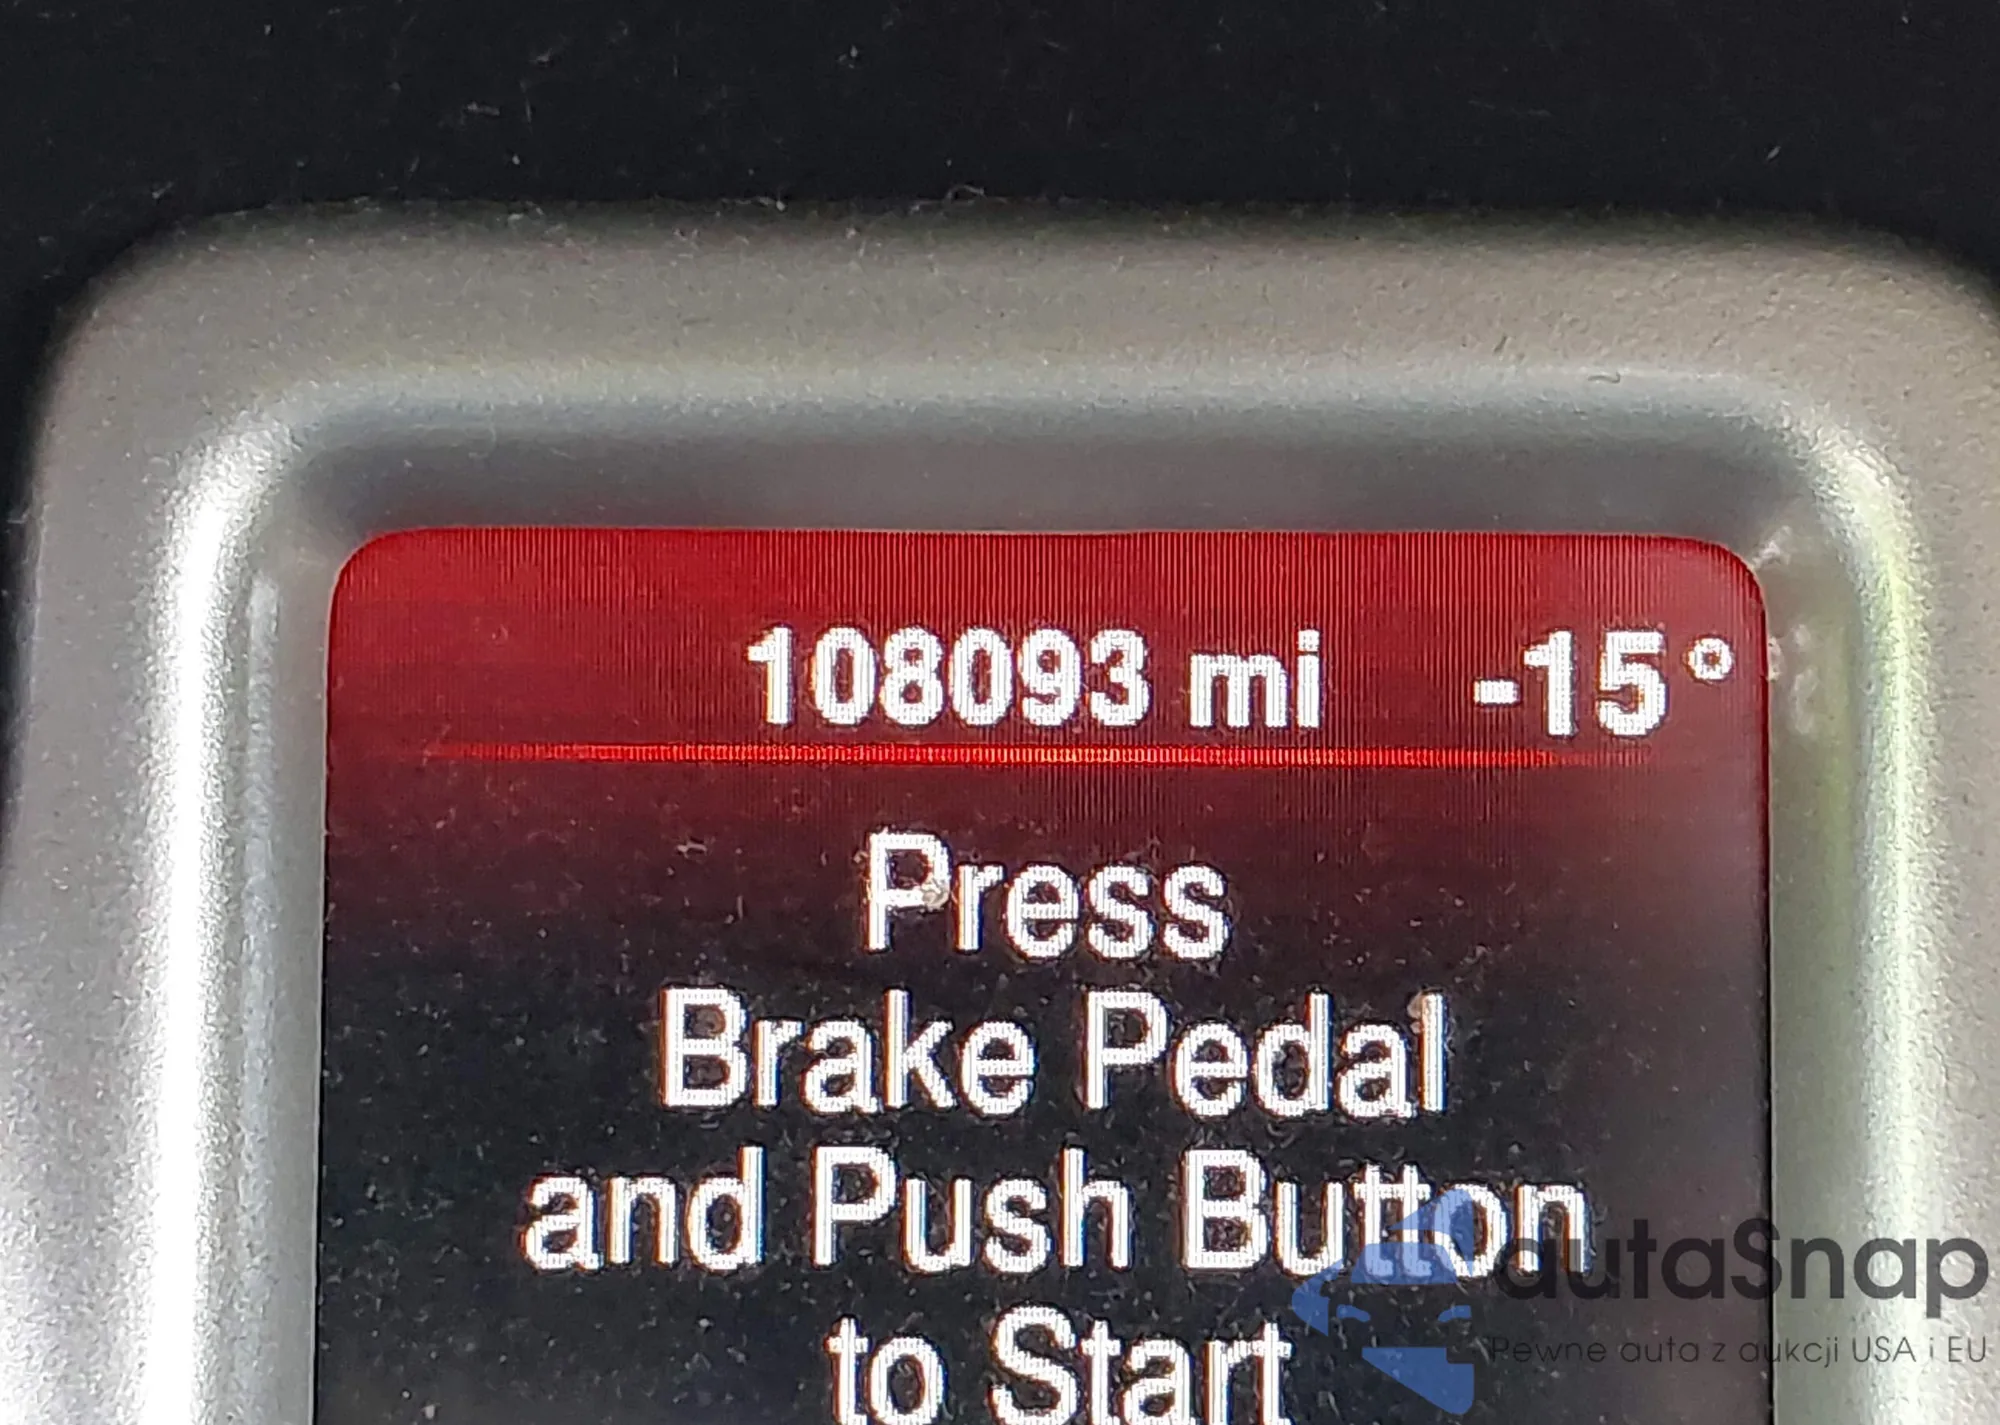 108093 mi -15°
Press
Brake Pedal
and Push Button
to Start
autaSnap
Pewne auta z aukcji USA i EU